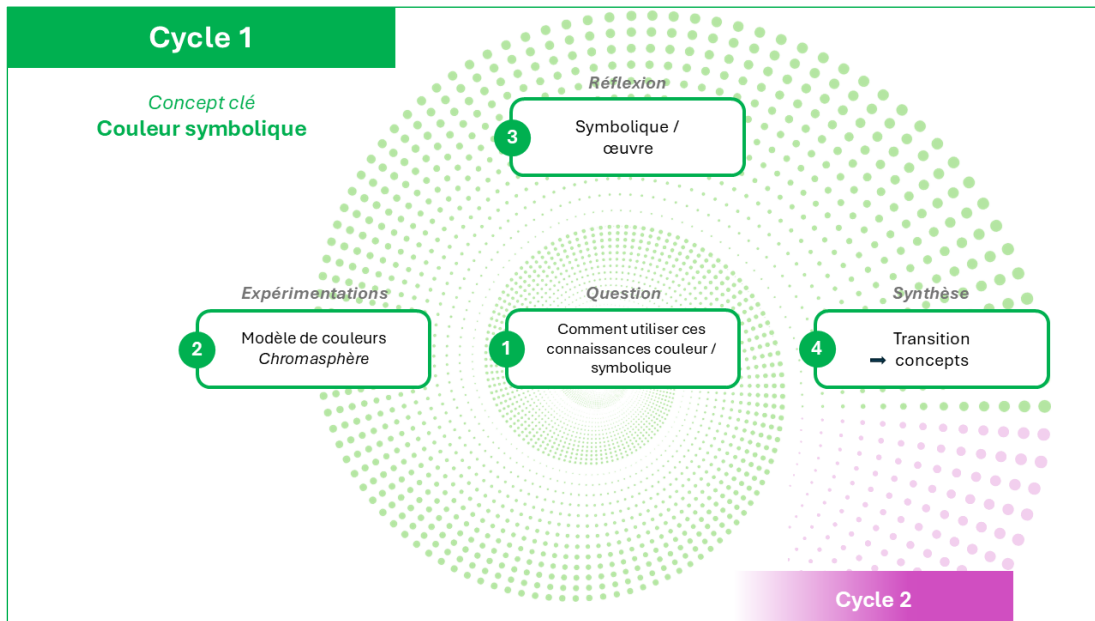 Cycle 1
Concept clé
Couleur symbolique
Réflexion
3
Symbolique /
œuvre
Expérimentations
2
Modèle de couleurs
Chromasphère
Question
1
Comment utiliser ces
connaissances couleur /
symbolique
Synthèse
4
Transition
➡ concepts
Cycle 2